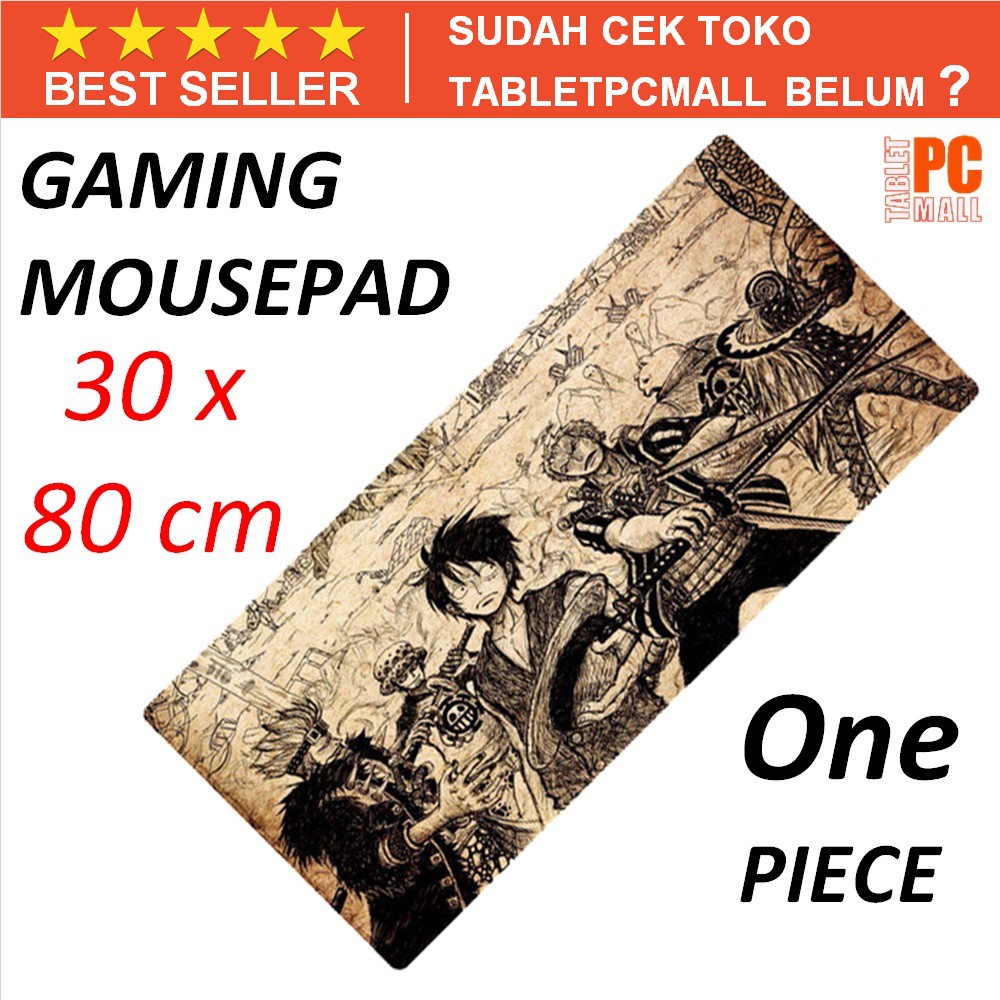 BEST SELLER
SUDAH CEK TOKO
TABLETPCMALL BELUM ?
TABLET
PC
MALL
GAMING
MOUSEPAD
30 x
80 cm
One
PIECE